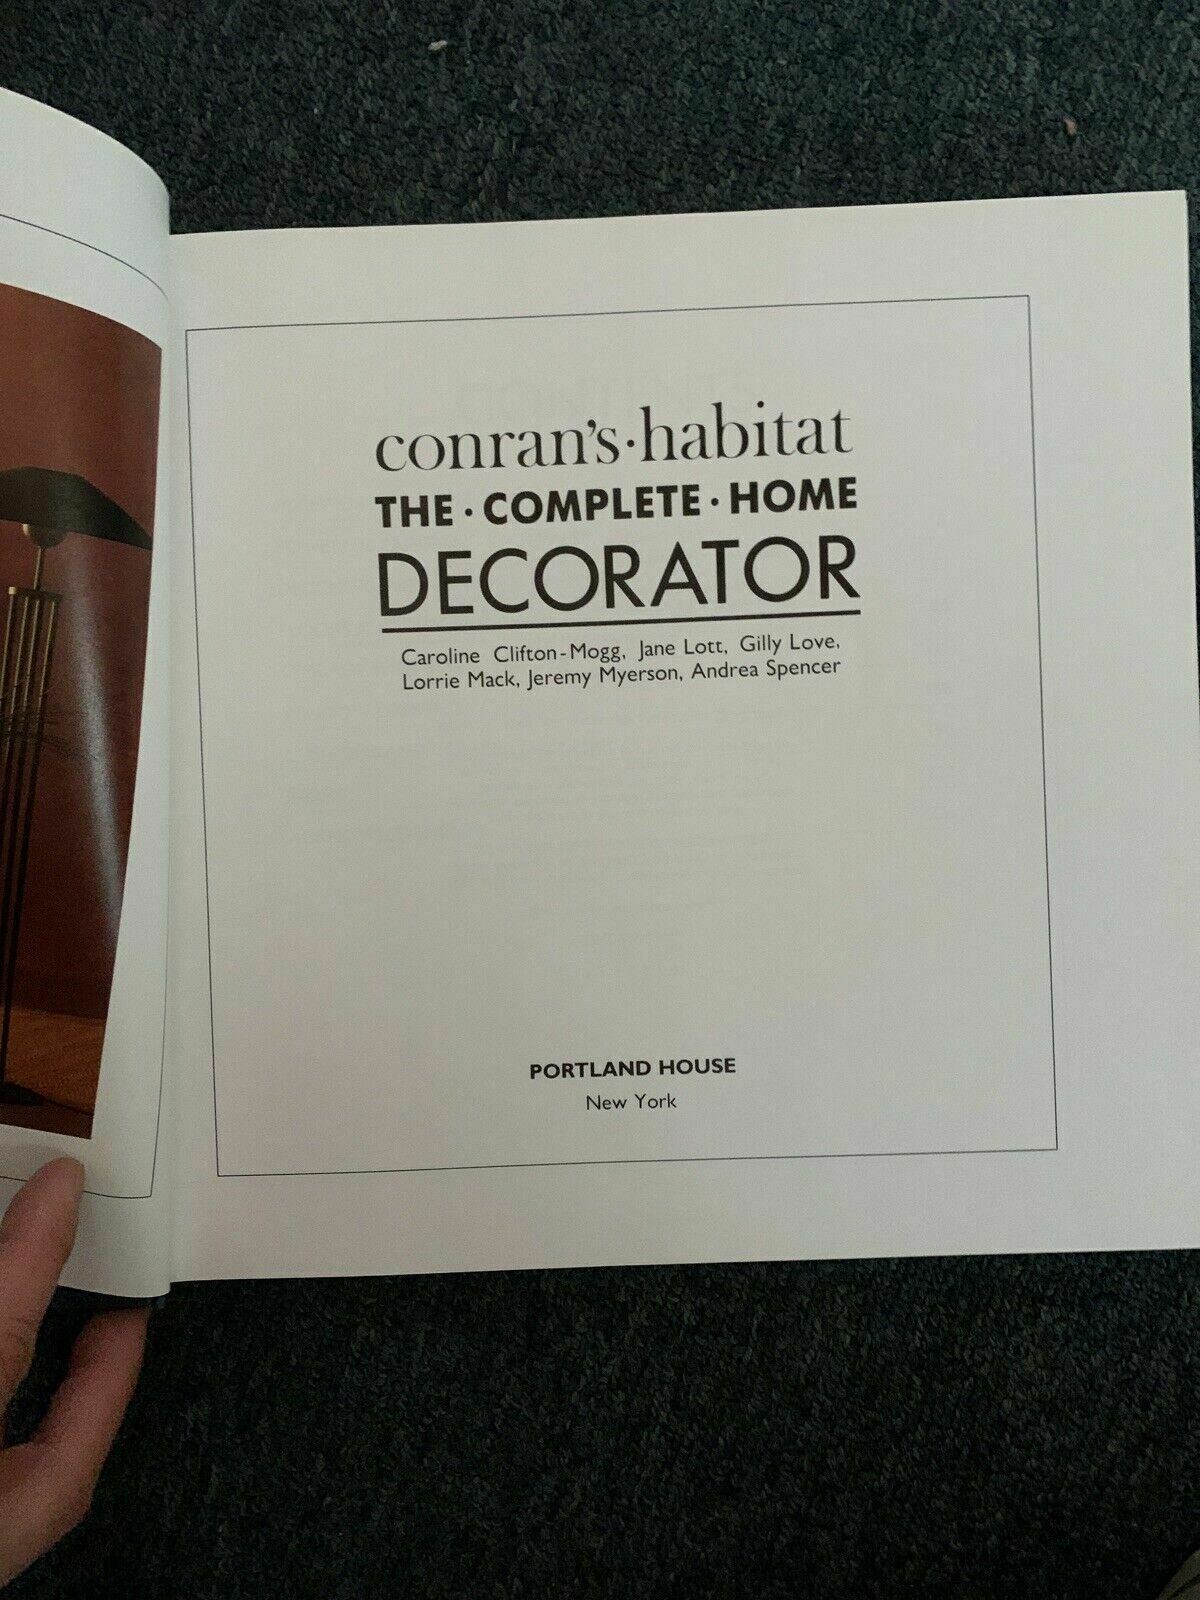 conran's·habitat
THE · COMPLETE · HOME
DECORATOR
Caroline Clifton-Mogg, Jane Lott, Gilly Love,
Lorrie Mack, Jeremy Myerson, Andrea Spencer
PORTLAND HOUSE
New York